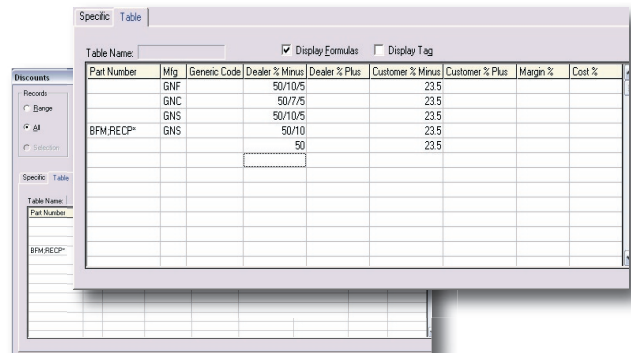 Specific Table
Table Name: Display Formulas Display Tag
Part Number Mfg Generic Code Dealer % Minus Dealer % Plus Customer % Minus Customer % Plus Margin % Cost %
GNF 50/10/5 23.5
GNC 50/7/5 23.5
GNS 50/10/5 23.5
BFM;RECP* GNS 50/10 23.5
50 23.5
Discounts
Records
Range
All
Selection
Specific Table
Table Name:
Part Number
BFM;RECP*